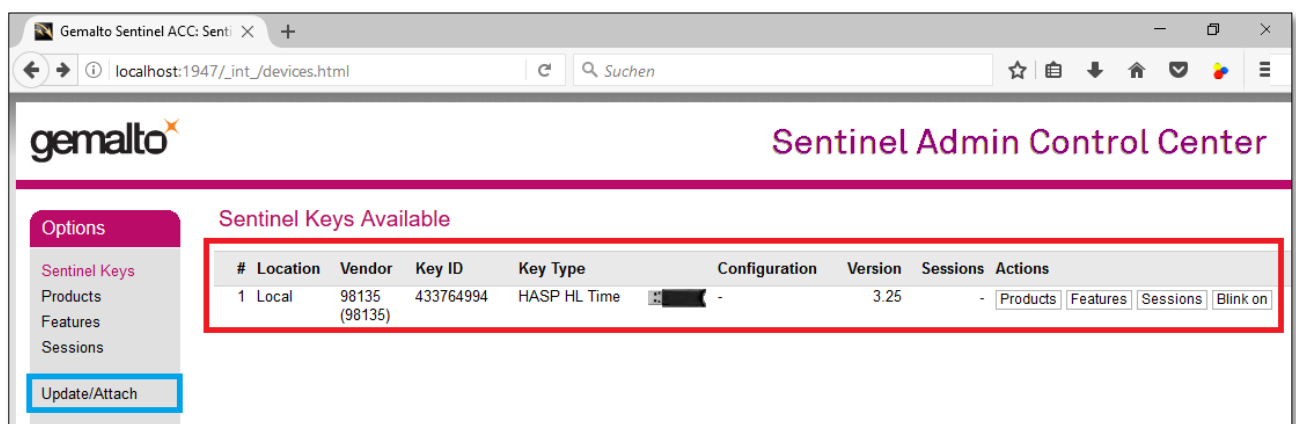 Gemalto Sentinel ACC: Senti
localhost:1947/_int_/devices.html
Suchen
gemalto
Sentinel Admin Control Center
Options
Sentinel Keys
Products
Features
Sessions
Update/Attach
Sentinel Keys Available
# Location Vendor Key ID Key Type Configuration Version Sessions Actions
1 Local 98135 433764994 HASP HL Time - 3.25 - Products Features Sessions Blink on
(98135)